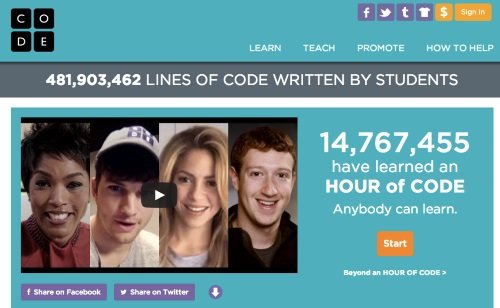 C O
D E
$ Sign In
LEARN TEACH PROMOTE HOW TO HELP
481,903,462 LINES OF CODE WRITTEN BY STUDENTS
14,767,455
have learned an
HOUR of CODE
Anybody can learn.
Start
Beyond an HOUR OF CODE >
f Share on Facebook Share on Twitter